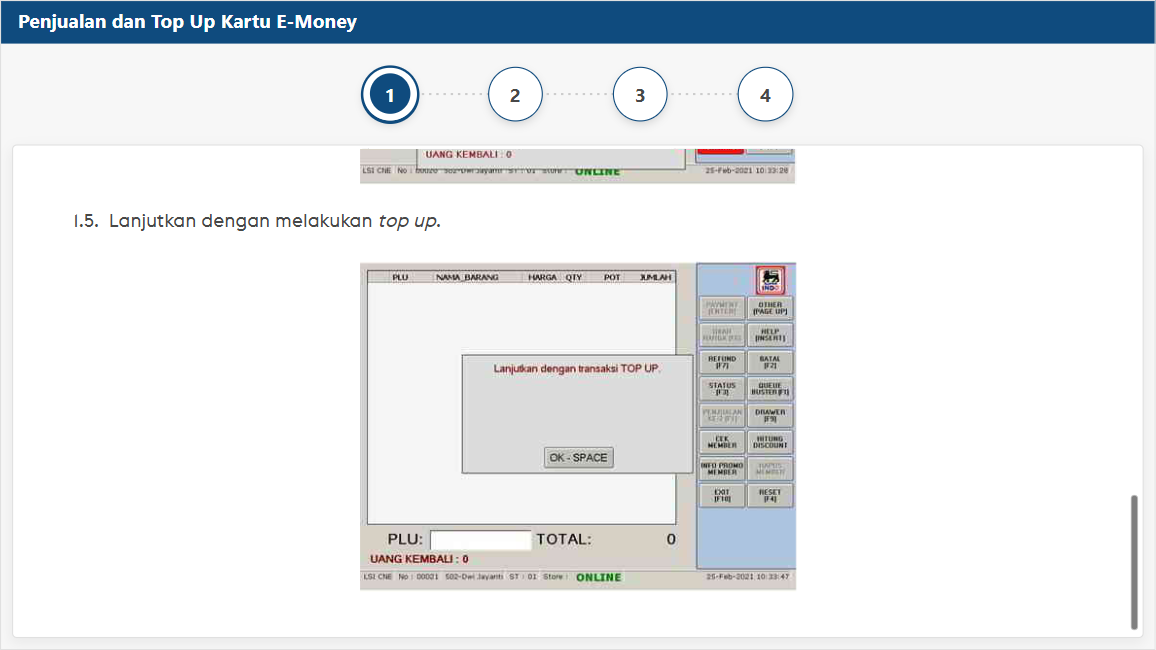 Penjualan dan Top Up Kartu E-Money
1 2 3 4
UANG KEMBALI : 0
LSI CNE No : 00020 S02-Dwi Jayanti ST : 01 Store : ONLINE 25-Feb-2021 10:33:28
1.5. Lanjutkan dengan melakukan top up.
PLU NAMA_BARANG HARGA QTY POT JUMLAH
INDO
PAYMENT OTHER
[ENTER] [PAGE UP]
HELP
HARGA [INSERT]
REFUND BATAL
[F7] [F2]
STATUS QUEUE
[F3] BUSTER [F1]
PENJUALAN DRAWER
KE-2 [F1] [F9]
CEK HITUNG
MEMBER DISCOUNT
INFO PROMO HAPUS
MEMBER MEMBER
EXIT RESET
[F10] [F4]
Lanjutkan dengan transaksi TOP UP.
OK - SPACE
PLU: TOTAL: 0
UANG KEMBALI : 0
LSI CNE No : 00021 S02-Dwi Jayanti ST : 01 Store : ONLINE 25-Feb-2021 10:33:47